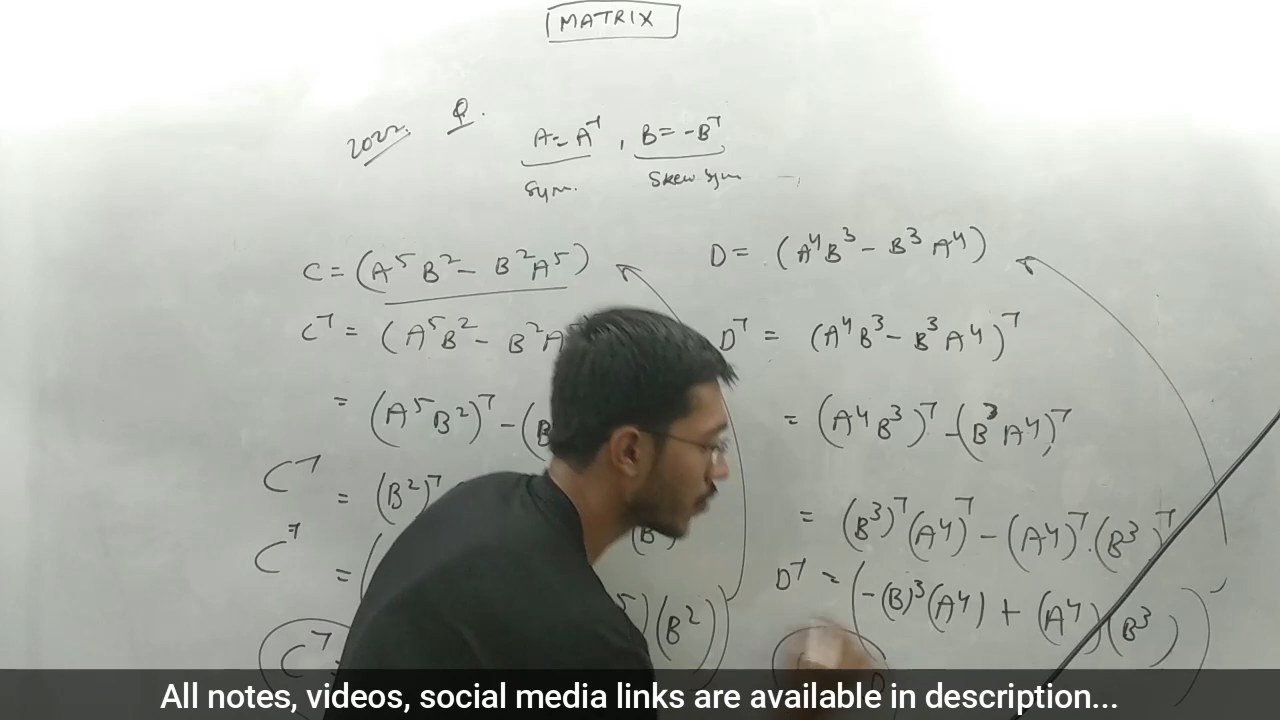 MATRIX
2022. Q.
A = A^T , B = -B^T
Sym. Skew sym
C = (A^5 B^2 - B^2 A^5)
C^T = (A^5 B^2 - B^2 A
= (A^5 B^2)^T - (B
C^T = (B^2)^T
C^T = (
5)(B^2))
C^T
D = (A^4 B^3 - B^3 A^4)
D^T = (A^4 B^3 - B^3 A^4)^T
= (A^4 B^3)^T - (B^3 A^4)^T
= (B^3)^T (A^4)^T - (A^4)^T . (B^3)^T
D^T = (-(B)^3 (A^4) + (A^4)(B^3))
All notes, videos, social media links are available in description...